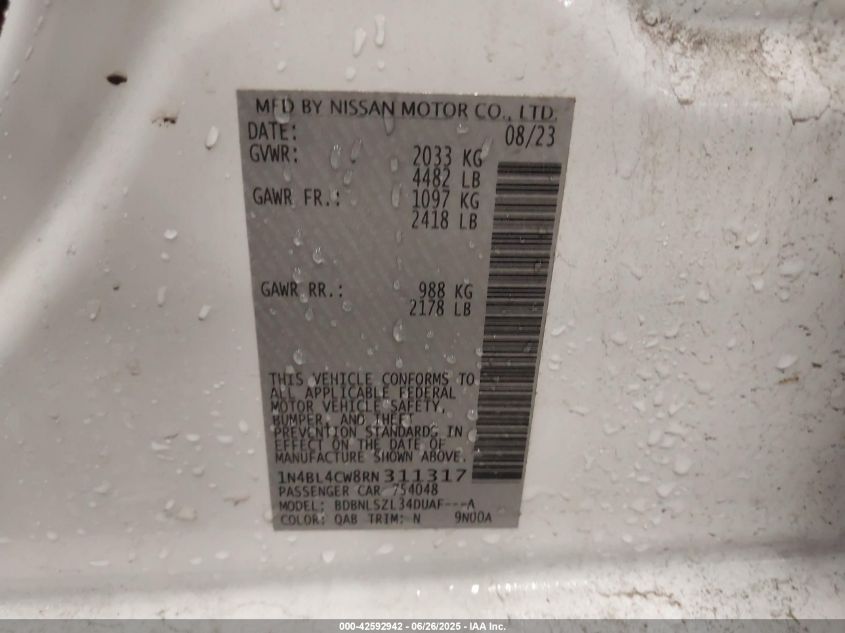 MFD BY NISSAN MOTOR CO., LTD.
DATE: 08/23
GVWR: 2033 KG
4482 LB
GAWR FR.: 1097 KG
2418 LB
GAWR RR.: 988 KG
2178 LB
THIS VEHICLE CONFORMS TO
ALL APPLICABLE FEDERAL
MOTOR VEHICLE SAFETY,
BUMPER, AND THEFT
PREVENTION STANDARDS IN
EFFECT ON THE DATE OF
MANUFACTURE SHOWN ABOVE.
1N4BL4CW8RN311317
PASSENGER CAR 754048
MODEL: BDBNLSZL34DUAF---A
COLOR: QAB TRIM: N 9N00A
000-42592942 - 06/26/2025 - IAA Inc.